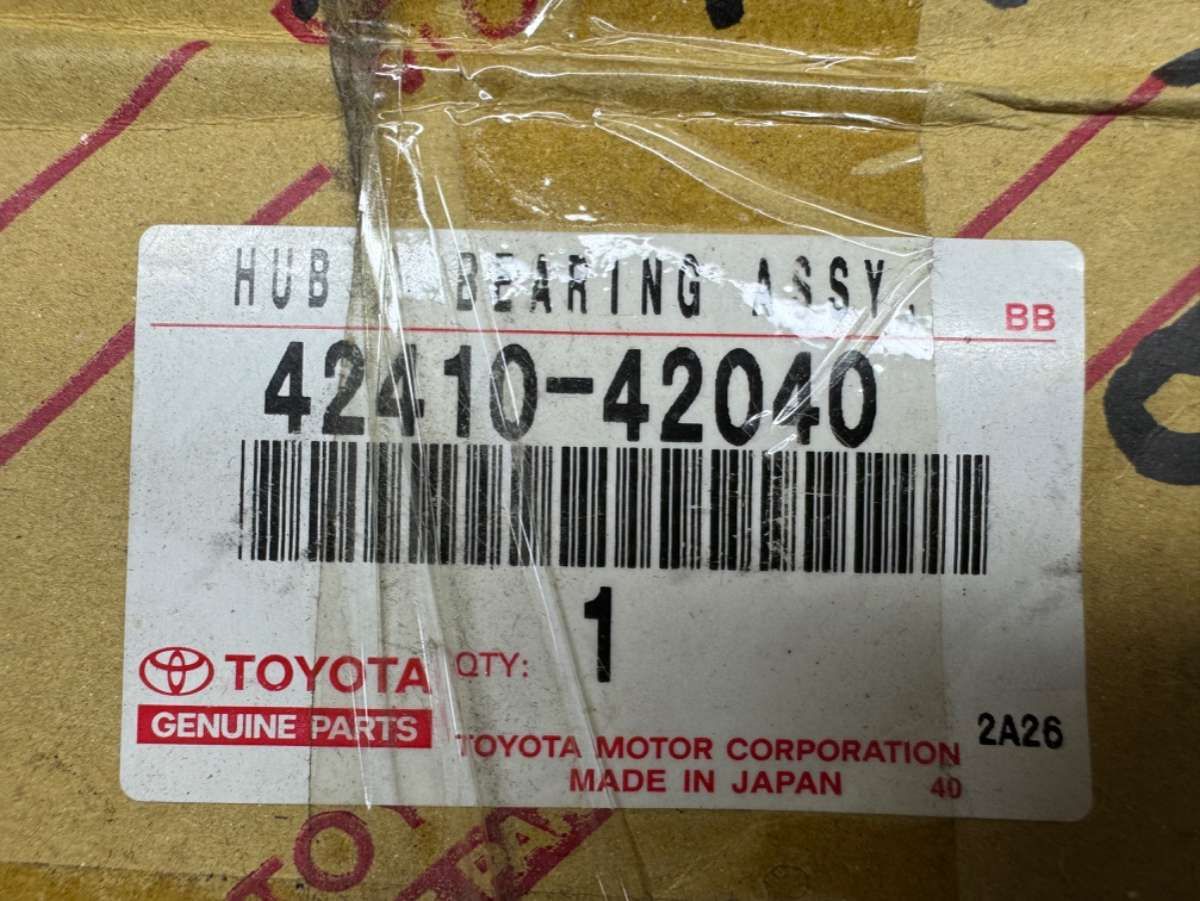 HUB & BEARING ASSY,
BB
42410-42040
1
QTY:
TOYOTA
GENUINE PARTS
TOYOTA MOTOR CORPORATION
MADE IN JAPAN 40
2A26